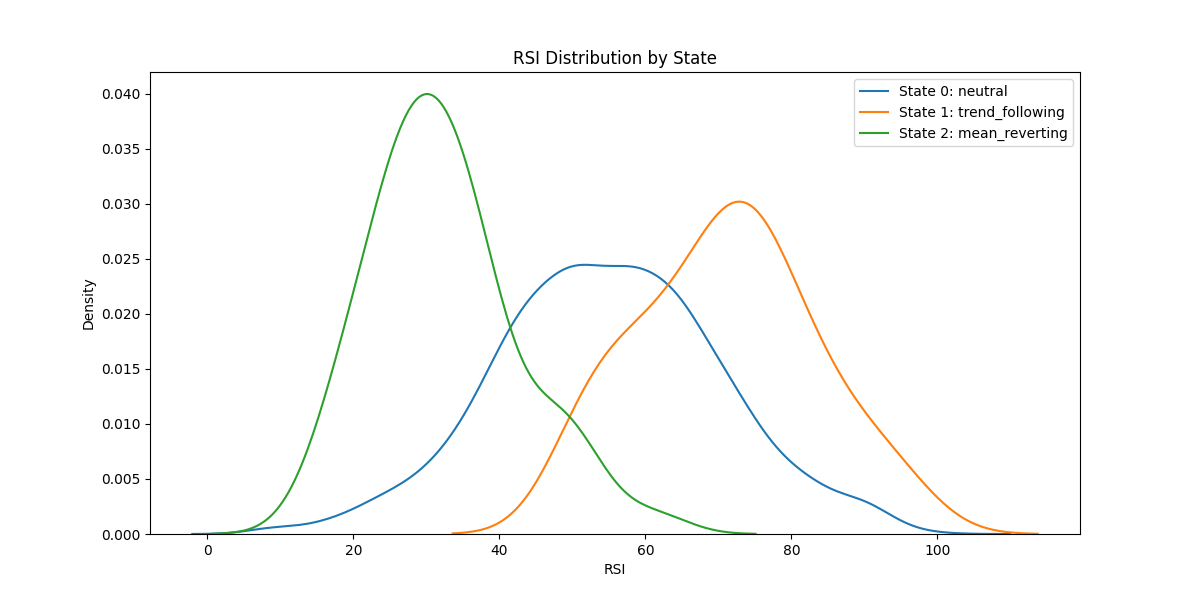 RSI Distribution by State
State 0: neutral
State 1: trend_following
State 2: mean_reverting
Density
0.040
0.035
0.030
0.025
0.020
0.015
0.010
0.005
0.000
0 20 40 60 80 100
RSI